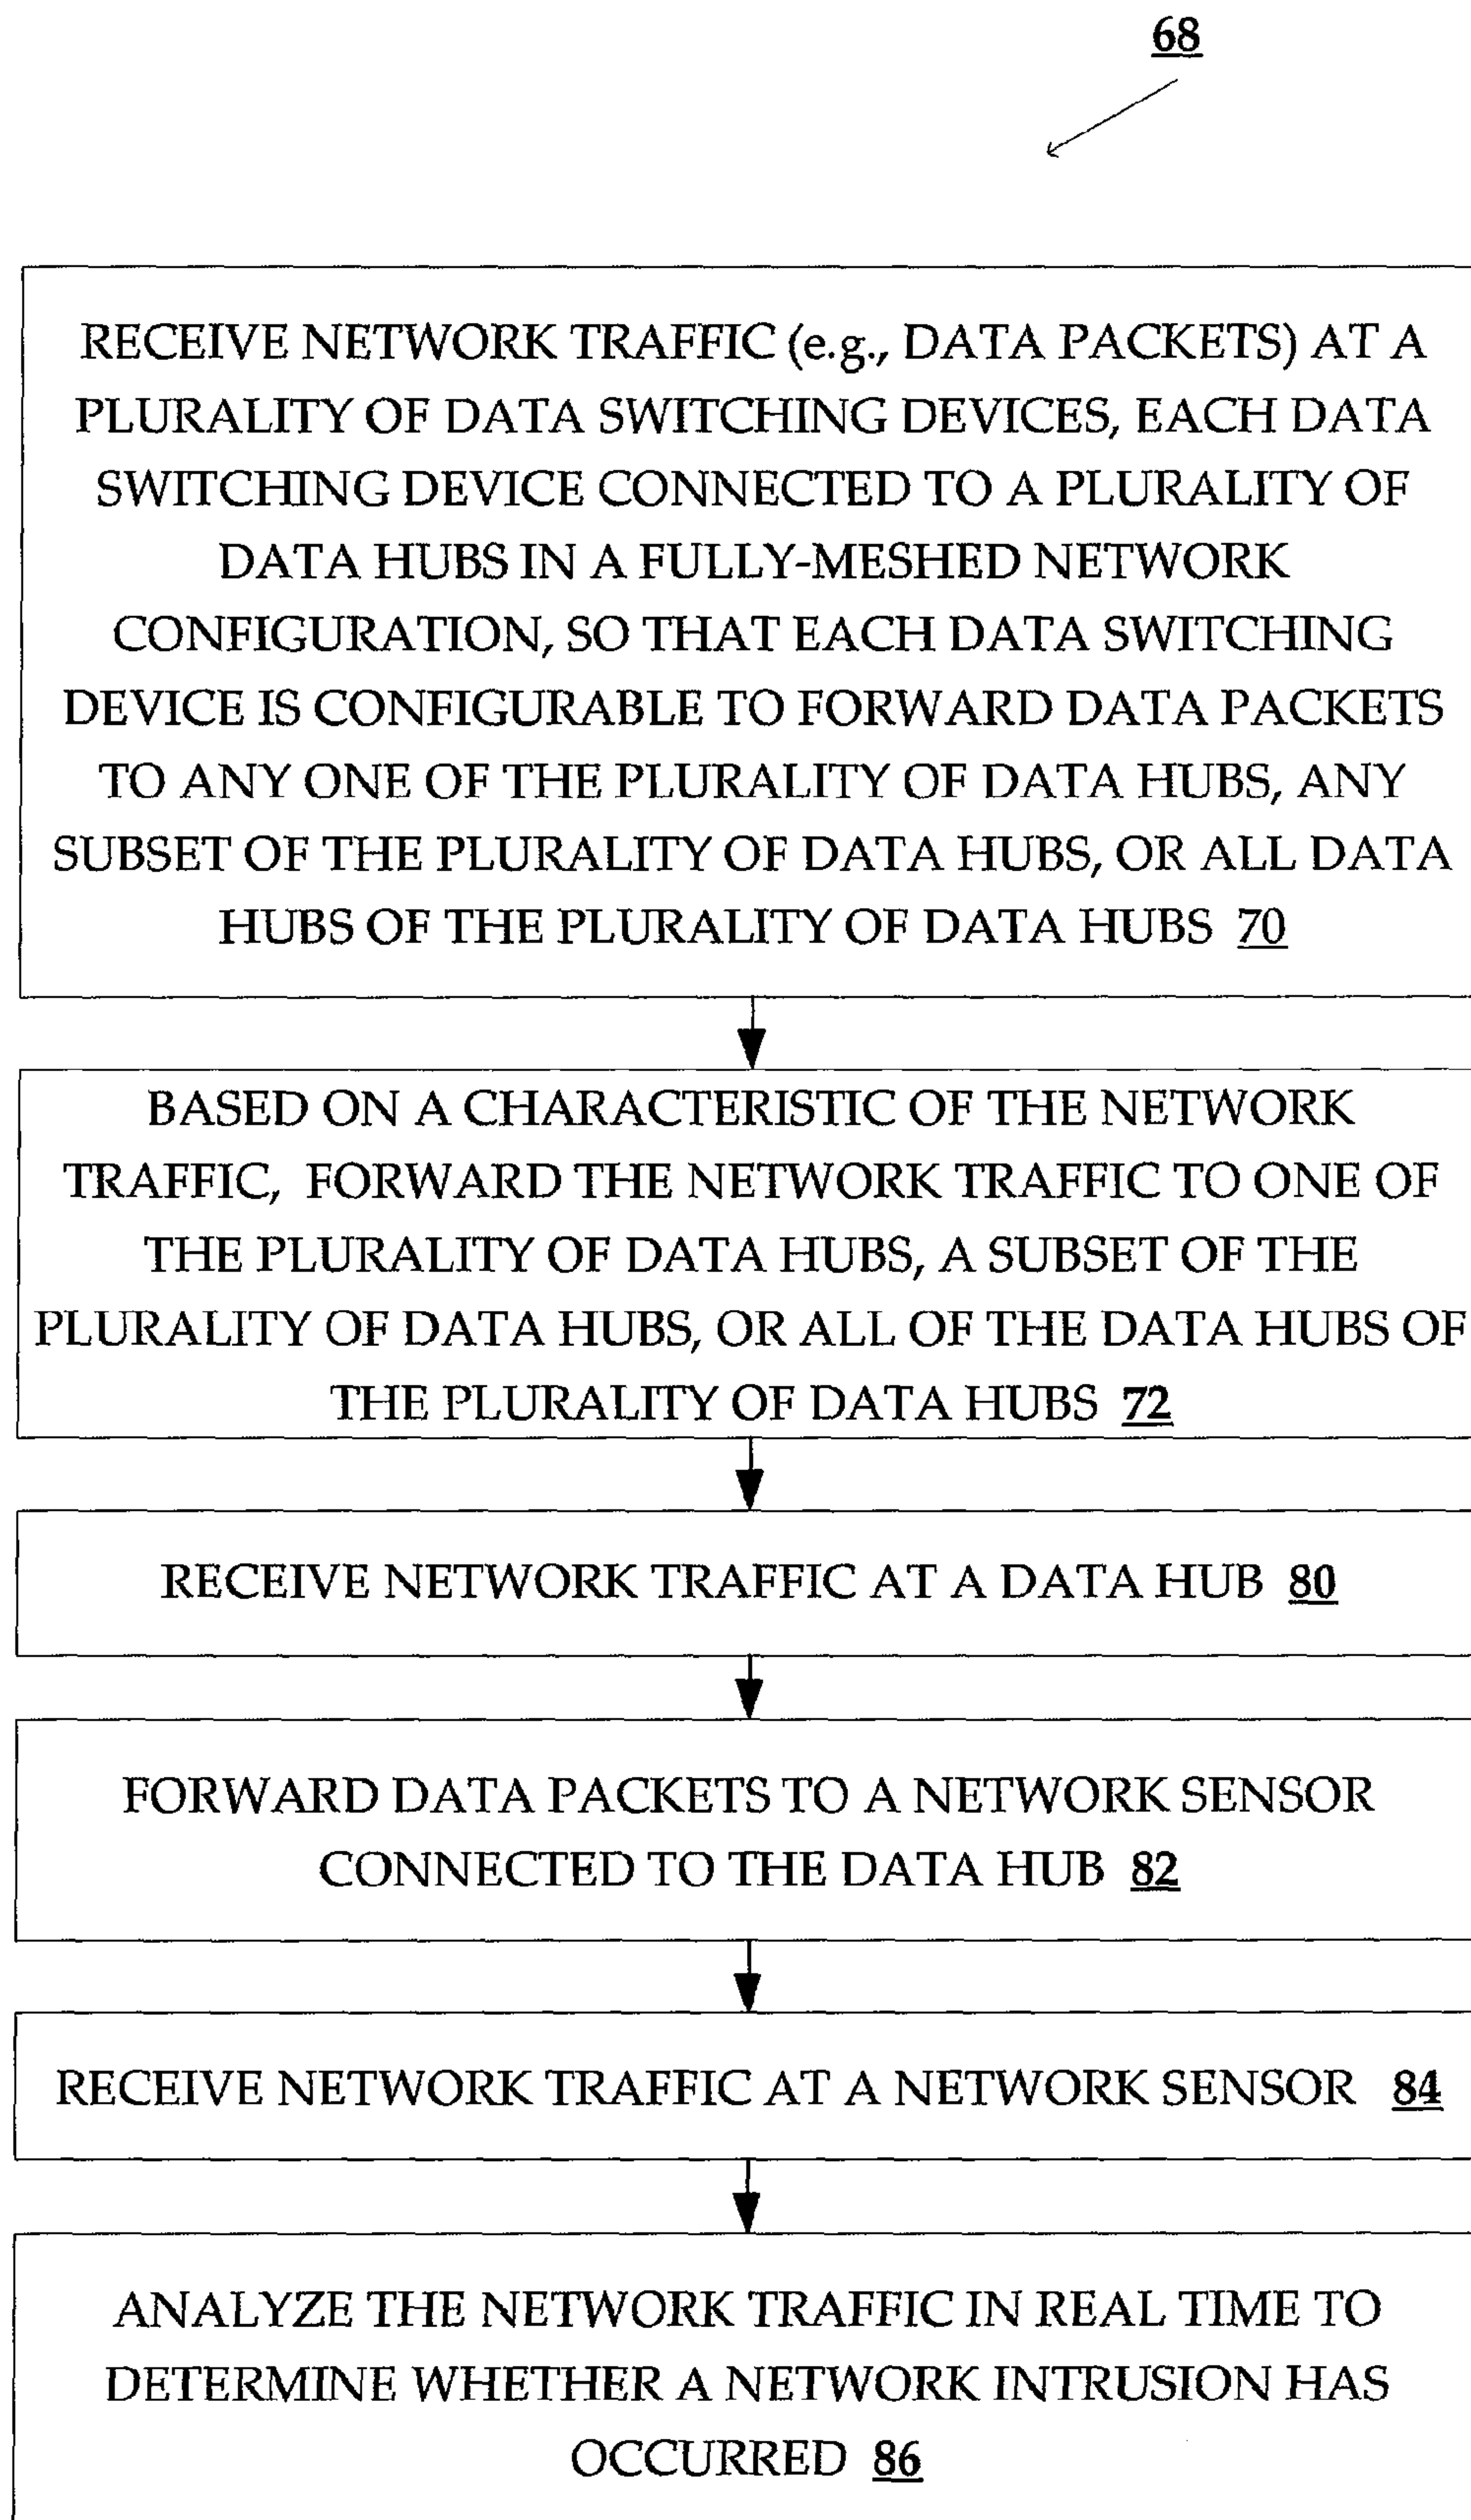 68
RECEIVE NETWORK TRAFFIC (e.g., DATA PACKETS) AT A
PLURALITY OF DATA SWITCHING DEVICES, EACH DATA
SWITCHING DEVICE CONNECTED TO A PLURALITY OF
DATA HUBS IN A FULLY-MESHED NETWORK
CONFIGURATION, SO THAT EACH DATA SWITCHING
DEVICE IS CONFIGURABLE TO FORWARD DATA PACKETS
TO ANY ONE OF THE PLURALITY OF DATA HUBS, ANY
SUBSET OF THE PLURALITY OF DATA HUBS, OR ALL DATA
HUBS OF THE PLURALITY OF DATA HUBS 70
BASED ON A CHARACTERISTIC OF THE NETWORK
TRAFFIC, FORWARD THE NETWORK TRAFFIC TO ONE OF
THE PLURALITY OF DATA HUBS, A SUBSET OF THE
PLURALITY OF DATA HUBS, OR ALL OF THE DATA HUBS OF
THE PLURALITY OF DATA HUBS 72
RECEIVE NETWORK TRAFFIC AT A DATA HUB 80
FORWARD DATA PACKETS TO A NETWORK SENSOR
CONNECTED TO THE DATA HUB 82
RECEIVE NETWORK TRAFFIC AT A NETWORK SENSOR 84
ANALYZE THE NETWORK TRAFFIC IN REAL TIME TO
DETERMINE WHETHER A NETWORK INTRUSION HAS
OCCURRED 86